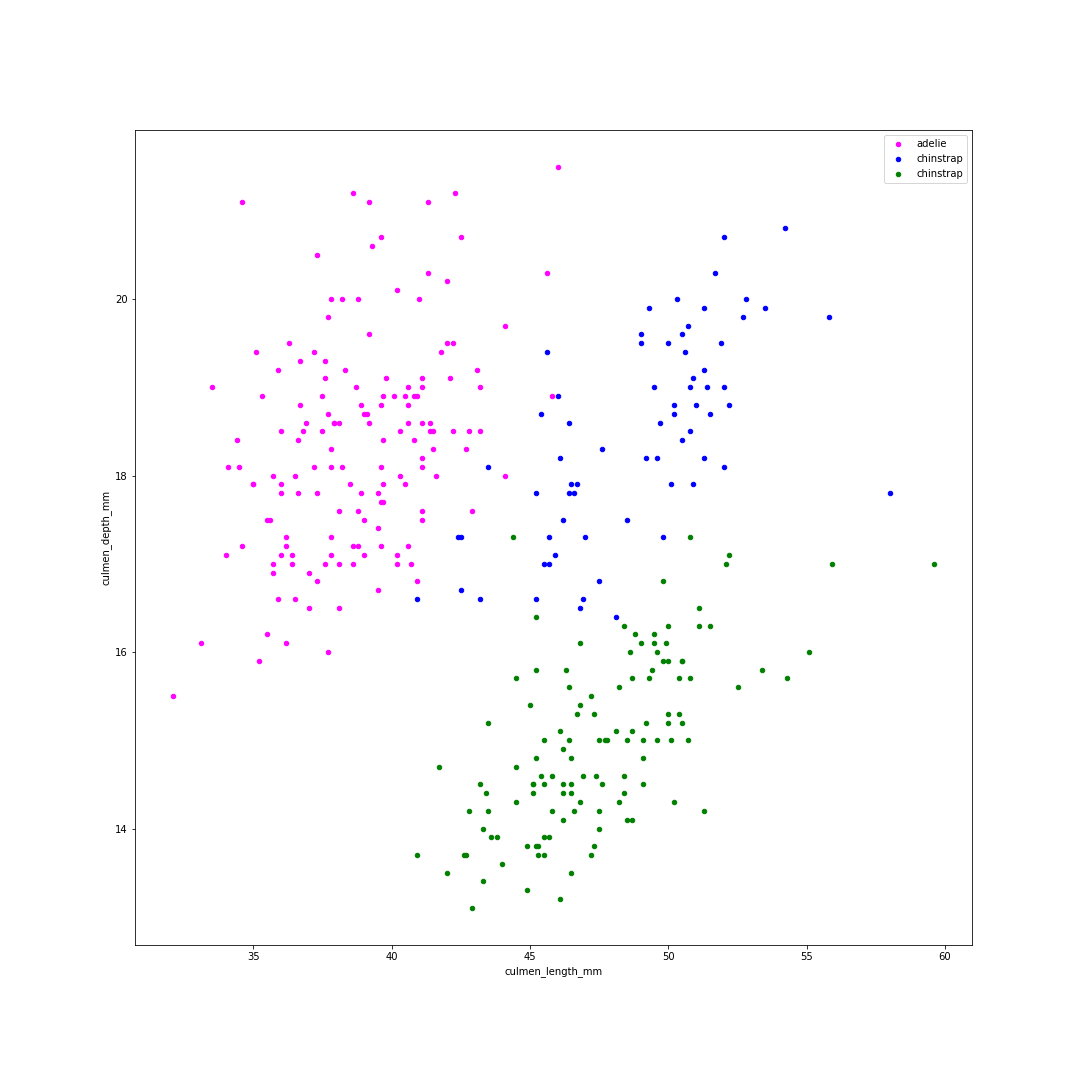 adelie
chinstrap
chinstrap
culmen_depth_mm
20
18
16
14
35 40 45 50 55 60
culmen_length_mm